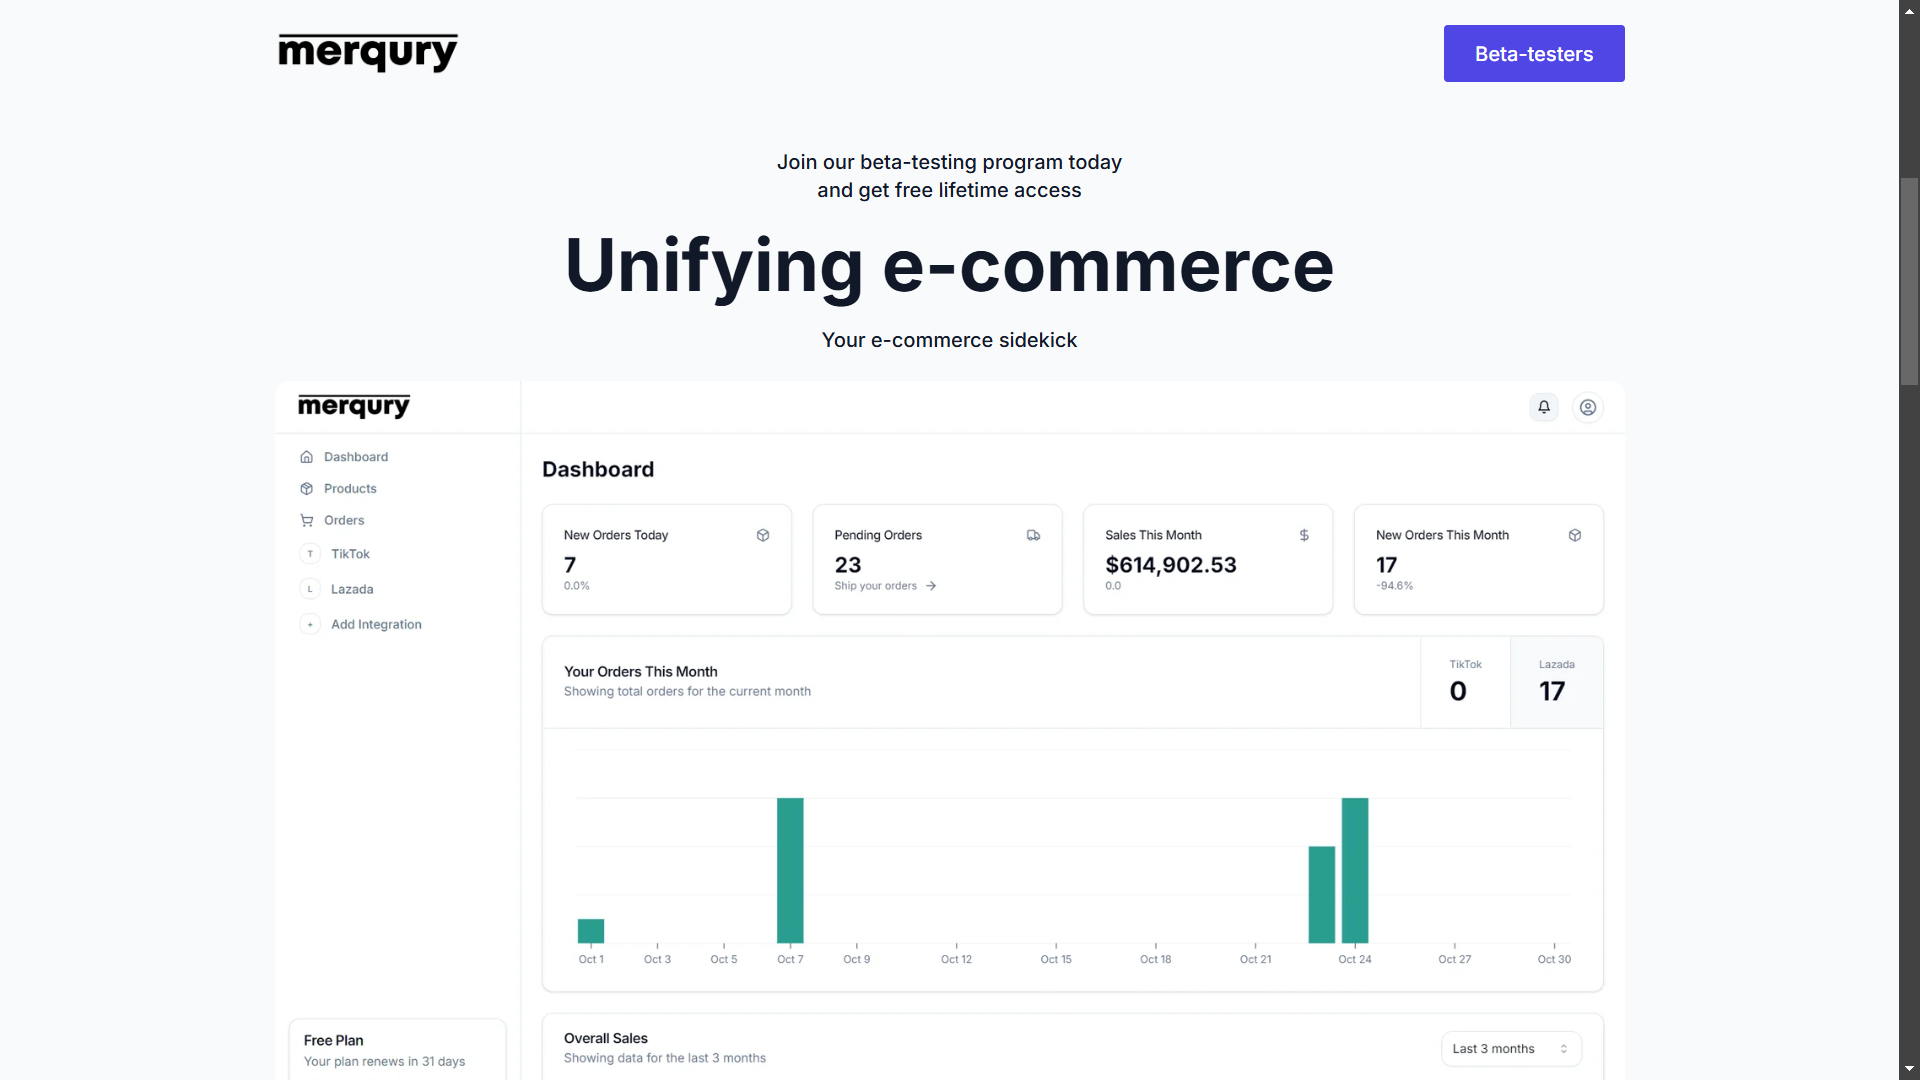 merqury
Beta-testers
Join our beta-testing program today
and get free lifetime access
Unifying e-commerce
Your e-commerce sidekick
merqury
Dashboard
Products
Orders
T TikTok
L Lazada
+ Add Integration
Free Plan
Your plan renews in 31 days
Dashboard
New Orders Today
7
0.0%
Pending Orders
23
Ship your orders →
Sales This Month
$
$614,902.53
0.0
New Orders This Month
17
-94.6%
Your Orders This Month
Showing total orders for the current month
TikTok
0
Lazada
17
Oct 1 Oct 3 Oct 5 Oct 7 Oct 9 Oct 12 Oct 15 Oct 18 Oct 21 Oct 24 Oct 27 Oct 30
Overall Sales
Showing data for the last 3 months
Last 3 months